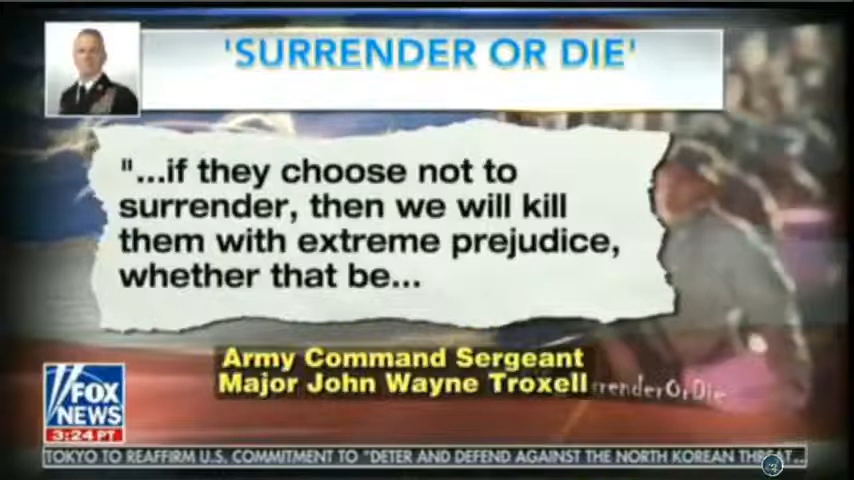 'SURRENDER OR DIE'
"...if they choose not to
surrender, then we will kill
them with extreme prejudice,
whether that be...
Army Command Sergeant
Major John Wayne Troxell
rrenderOrDie
FOX
NEWS
3:24 PT
TOKYO TO REAFFIRM U.S. COMMITMENT TO "DETER AND DEFEND AGAINST THE NORTH KOREAN THREAT...